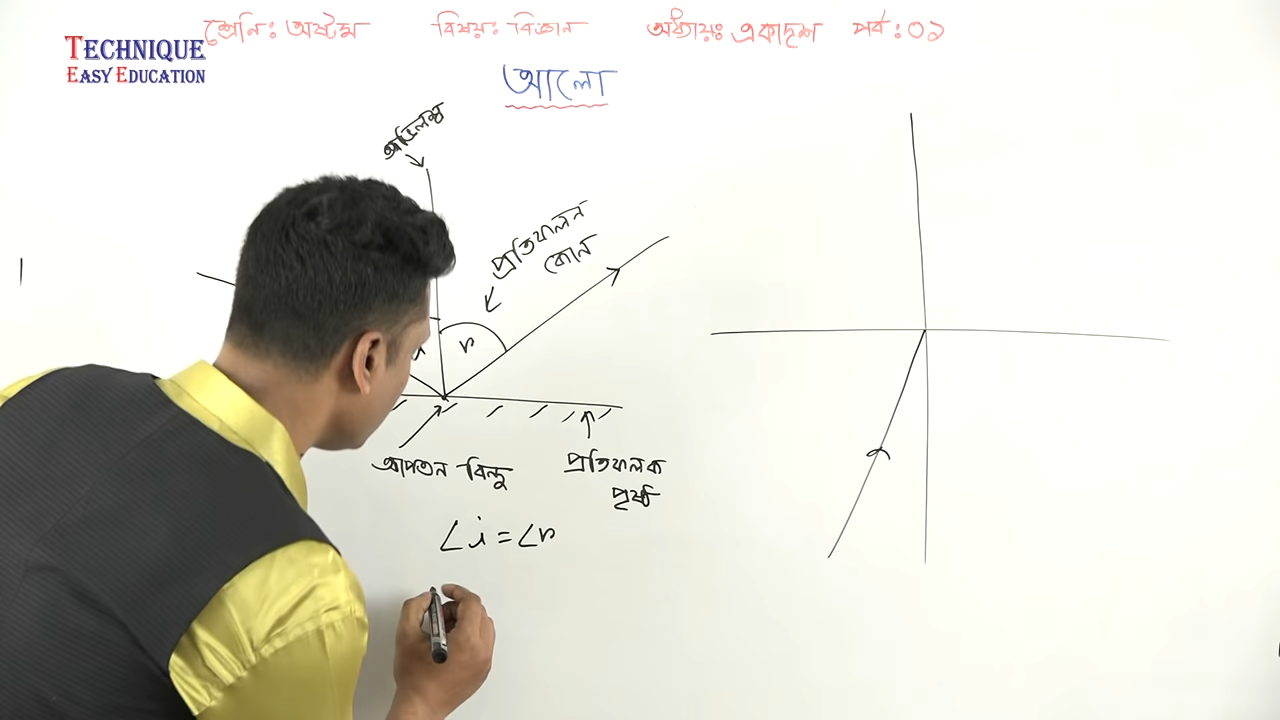 শ্রেনি: অষ্টম বিষয়: বিজ্ঞান অধ্যায়: একাদশ পর্ব: ০১
TECHNIQUE
EASY EDUCATION
আলো
অভিলম্ব
প্রতিফলন
কোন
r
আপতন বিন্দু
প্রতিফলক
পৃষ্ঠ
∠i = ∠r